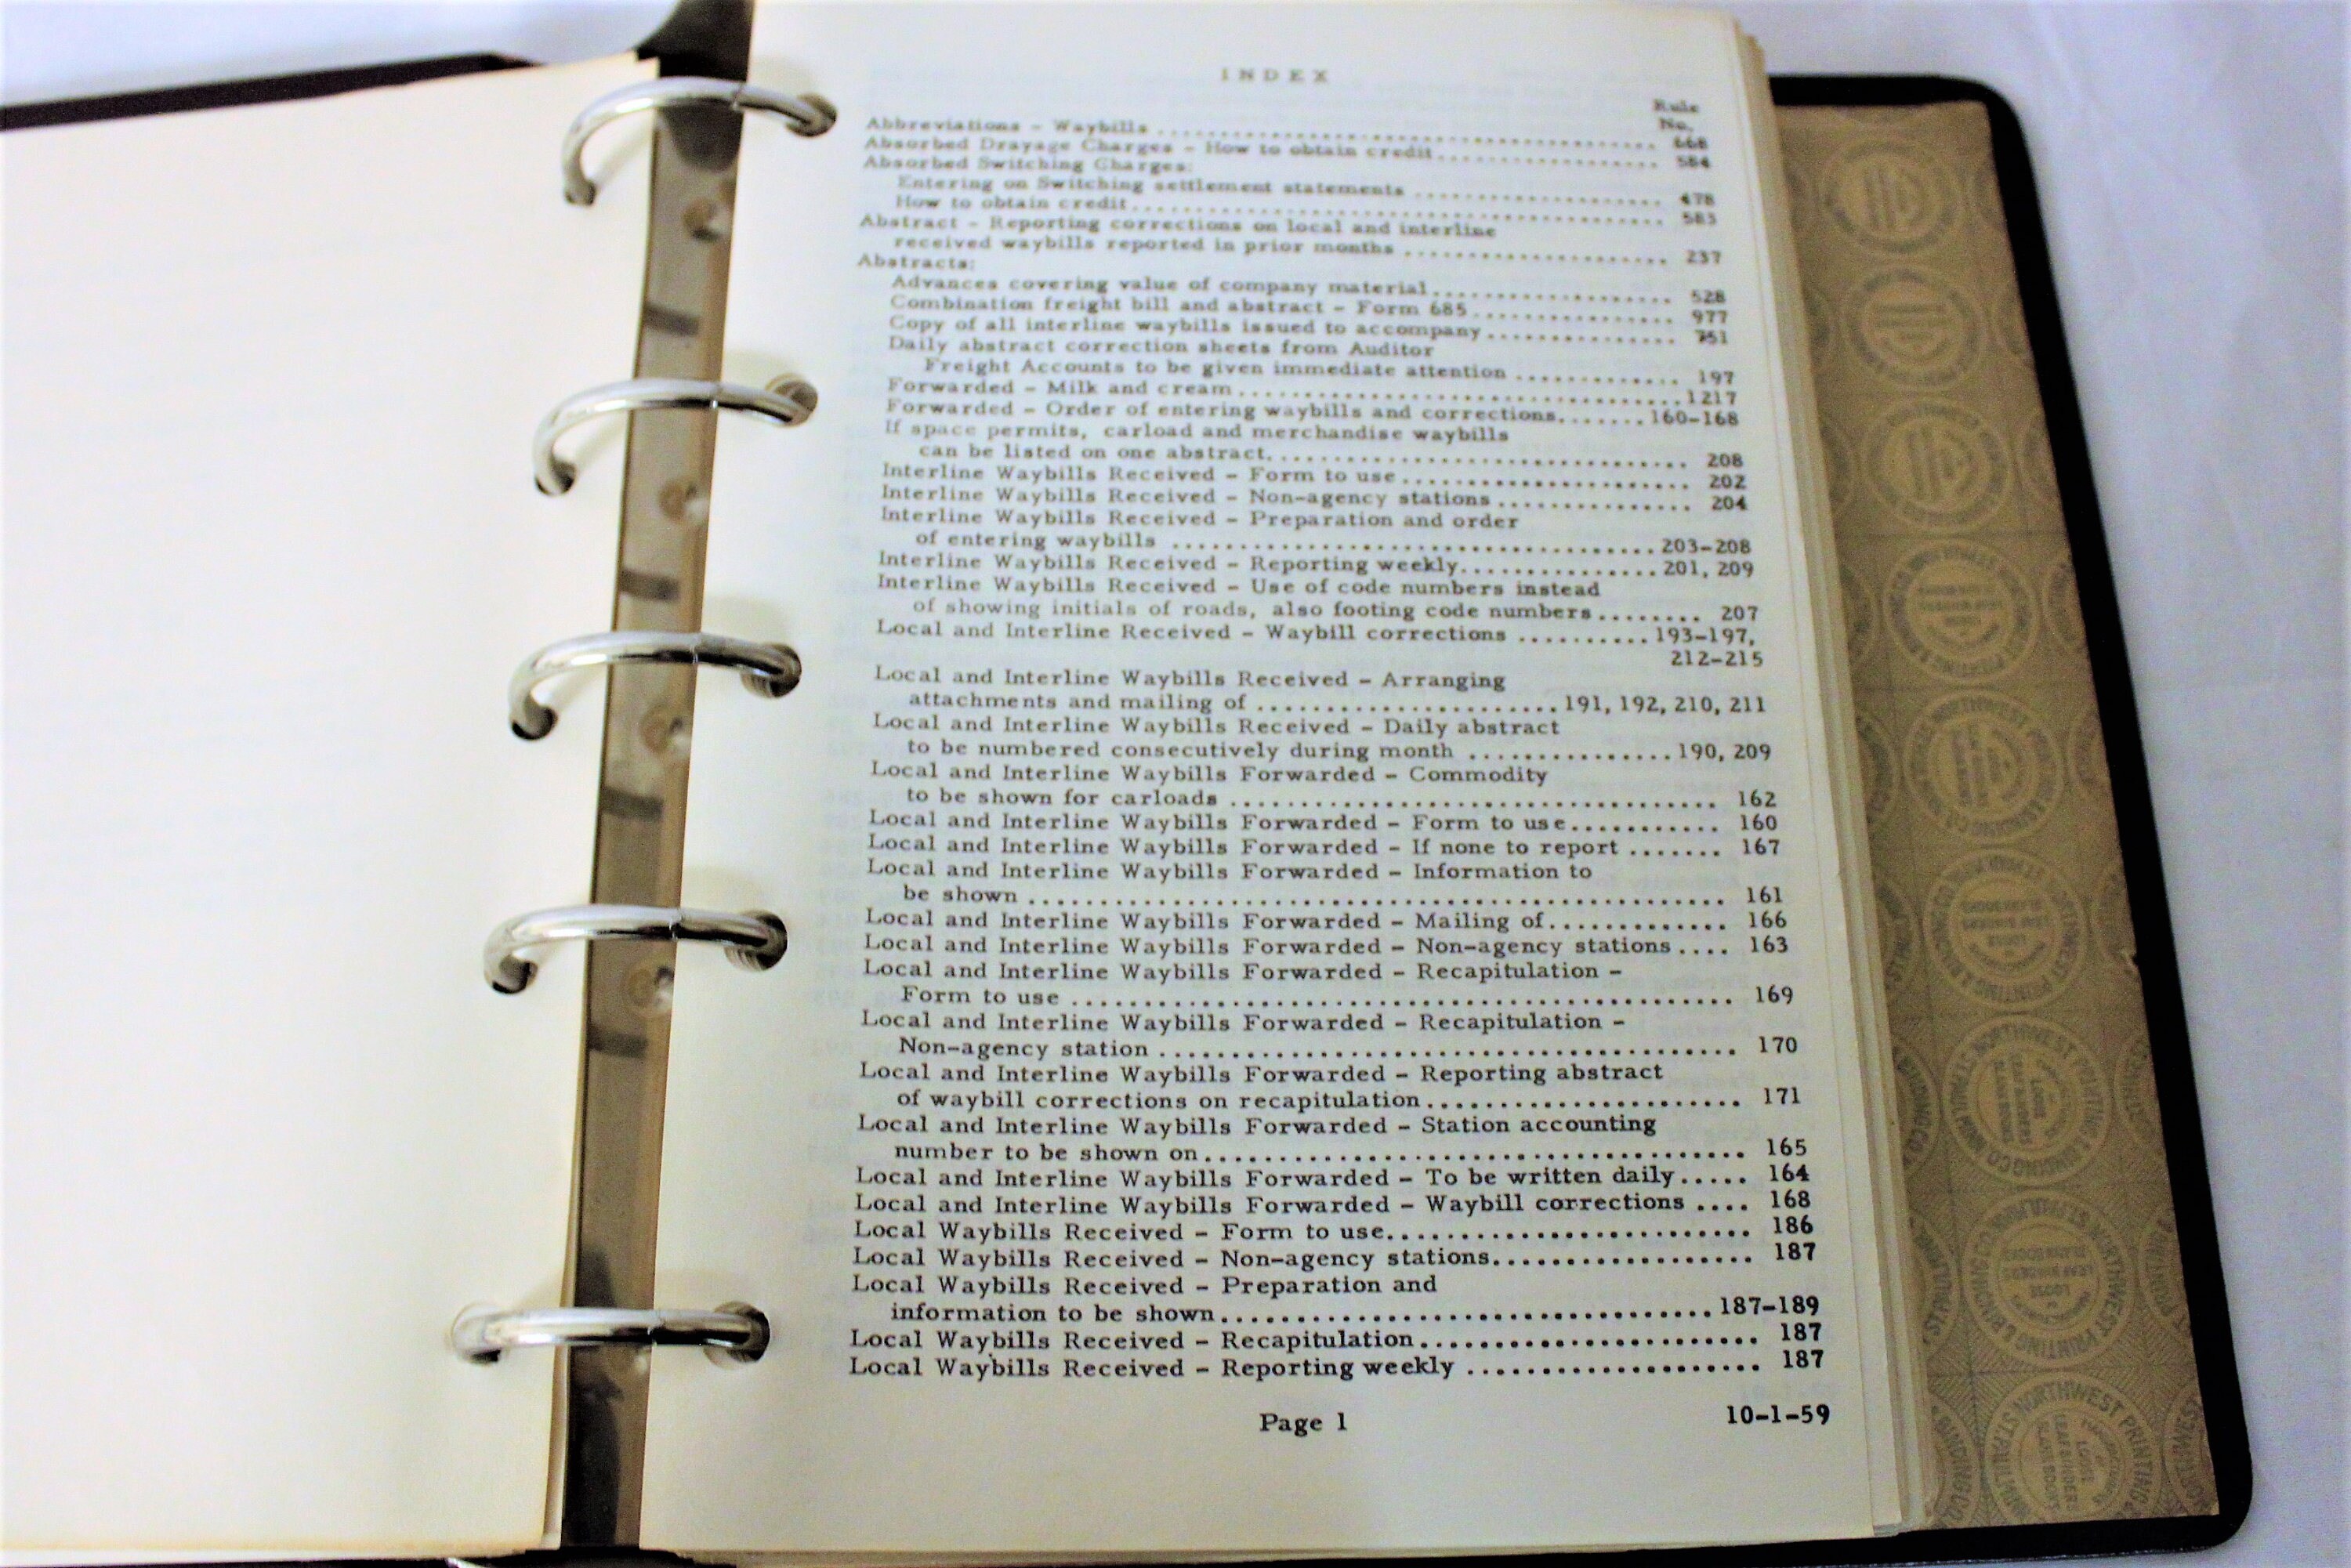 INDEX
Rule
No.
Abbreviations - Waybills ........................................ 668
Absorbed Drayage Charges - How to obtain credit................. 584
Absorbed Switching Charges:
Entering on Switching settlement statements .................... 478
How to obtain credit........................................... 583
Abstract - Reporting corrections on local and interline
received waybills reported in prior months ..................... 237
Abstracts:
Advances covering value of company material.................... 528
Combination freight bill and abstract - Form 685................ 977
Copy of all interline waybills issued to accompany.............. 751
Daily abstract correction sheets from Auditor
Freight Accounts to be given immediate attention ............. 197
Forwarded - Milk and cream.................................1217
Forwarded - Order of entering waybills and corrections.......160-168
If space permits, carload and merchandise waybills
can be listed on one abstract............................... 208
Interline Waybills Received - Form to use...................... 202
Interline Waybills Received - Non-agency stations ............... 204
Interline Waybills Received - Preparation and order
of entering waybills ...................................203-208
Interline Waybills Received - Reporting weekly...............201, 209
Interline Waybills Received - Use of code numbers instead
of showing initials of roads, also footing code numbers........ 207
Local and Interline Received - Waybill corrections ..........193-197,
212-215
Local and Interline Waybills Received - Arranging
attachments and mailing of ......................191, 192, 210, 211
Local and Interline Waybills Received - Daily abstract
to be numbered consecutively during month ...............190, 209
Local and Interline Waybills Forwarded - Commodity
to be shown for carloads ................................... 162
Local and Interline Waybills Forwarded - Form to use........... 160
Local and Interline Waybills Forwarded - If none to report ....... 167
Local and Interline Waybills Forwarded - Information to
be shown ................................................. 161
Local and Interline Waybills Forwarded - Mailing of............. 166
Local and Interline Waybills Forwarded - Non-agency stations.... 163
Local and Interline Waybills Forwarded - Recapitulation -
Form to use ............................................... 169
Local and Interline Waybills Forwarded - Recapitulation -
Non-agency station ......................................... 170
Local and Interline Waybills Forwarded - Reporting abstract
of waybill corrections on recapitulation....................... 171
Local and Interline Waybills Forwarded - Station accounting
number to be shown on....................................... 165
Local and Interline Waybills Forwarded - To be written daily..... 164
Local and Interline Waybills Forwarded - Waybill corrections .... 168
Local Waybills Received - Form to use.......................... 186
Local Waybills Received - Non-agency stations................... 187
Local Waybills Received - Preparation and
information to be shown...................................187-189
Local Waybills Received - Recapitulation........................ 187
Local Waybills Received - Reporting weekly ..................... 187
Page 1
10-1-59
NORTHWEST PRINTING & BINDING CO.